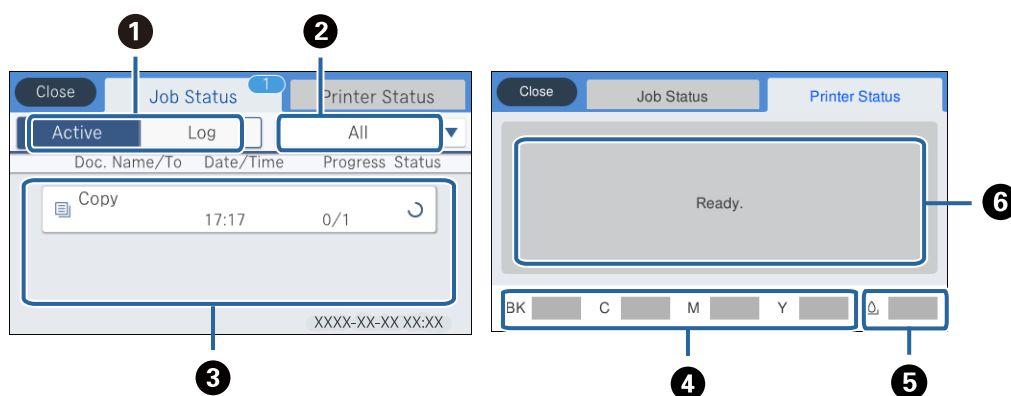 1 2
Close Job Status 1 Printer Status
Active Log All
Doc. Name/To Date/Time Progress Status
Copy
17:17 0/1
XXXX-XX-XX XX:XX
3
Close Job Status Printer Status
Ready.
6
BK C M Y
4 5